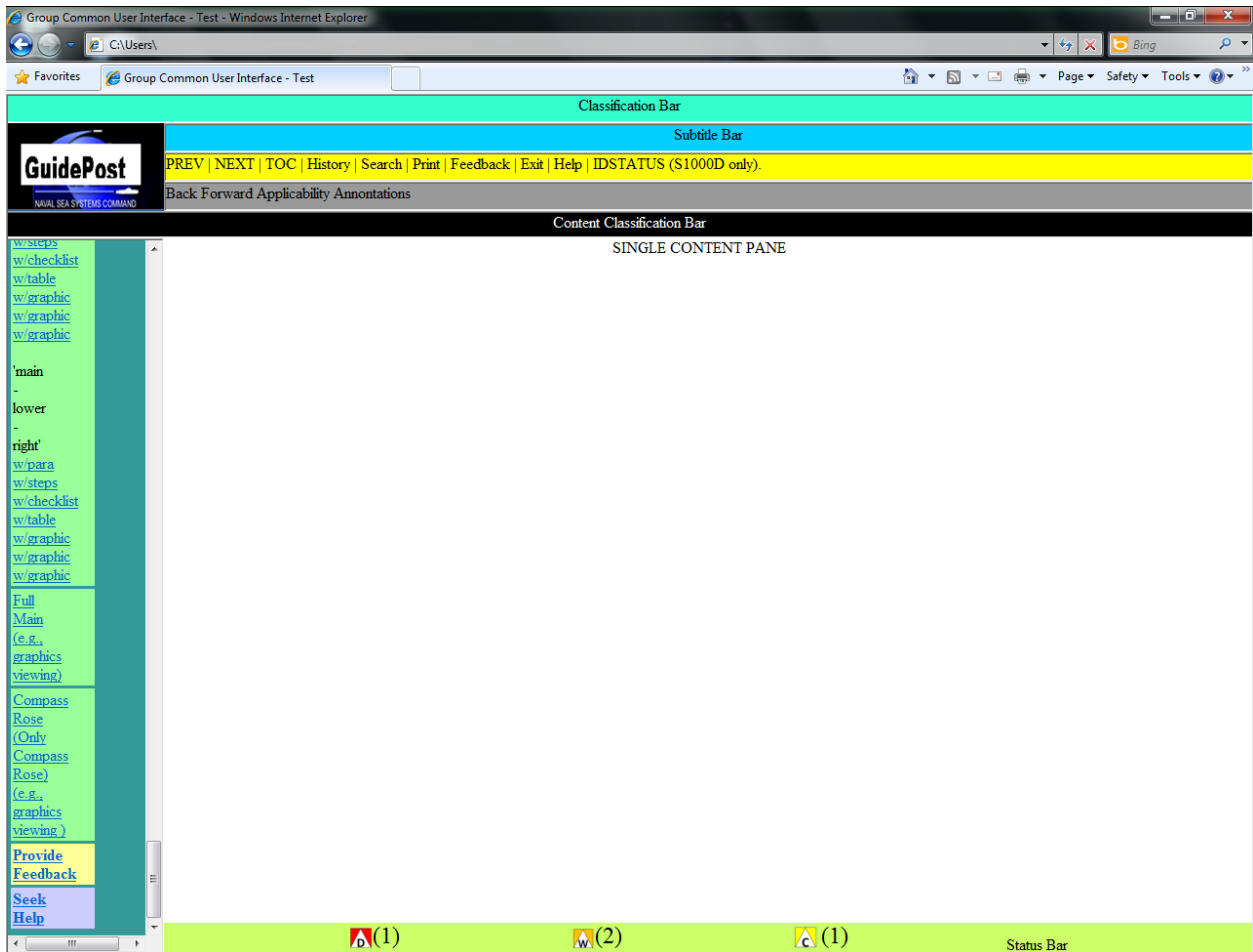 Group Common User Interface - Test - Windows Internet Explorer
C:\Users\
Bing
Favorites
Group Common User Interface - Test
Page
Safety
Tools
Classification Bar
GuidePost
NAVAL SEA SYSTEMS COMMAND
Subtitle Bar
PREV | NEXT | TOC | History | Search | Print | Feedback | Exit | Help | IDSTATUS (S1000D only).
Back Forward Applicability Annontations
Content Classification Bar
w/steps
w/checklist
w/table
w/graphic
w/graphic
w/graphic
'main
-
lower
-
right'
w/para
w/steps
w/checklist
w/table
w/graphic
w/graphic
w/graphic
Full
Main
(e.g.,
graphics
viewing)
Compass
Rose
(Only
Compass
Rose)
(e.g.,
graphics
viewing )
Provide
Feedback
Seek
Help
SINGLE CONTENT PANE
D (1)
W (2)
C (1)
Status Bar